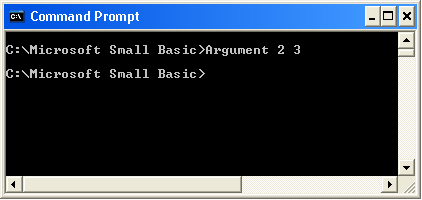 Command Prompt
C:\Microsoft Small Basic>Argument 2 3
C:\Microsoft Small Basic>